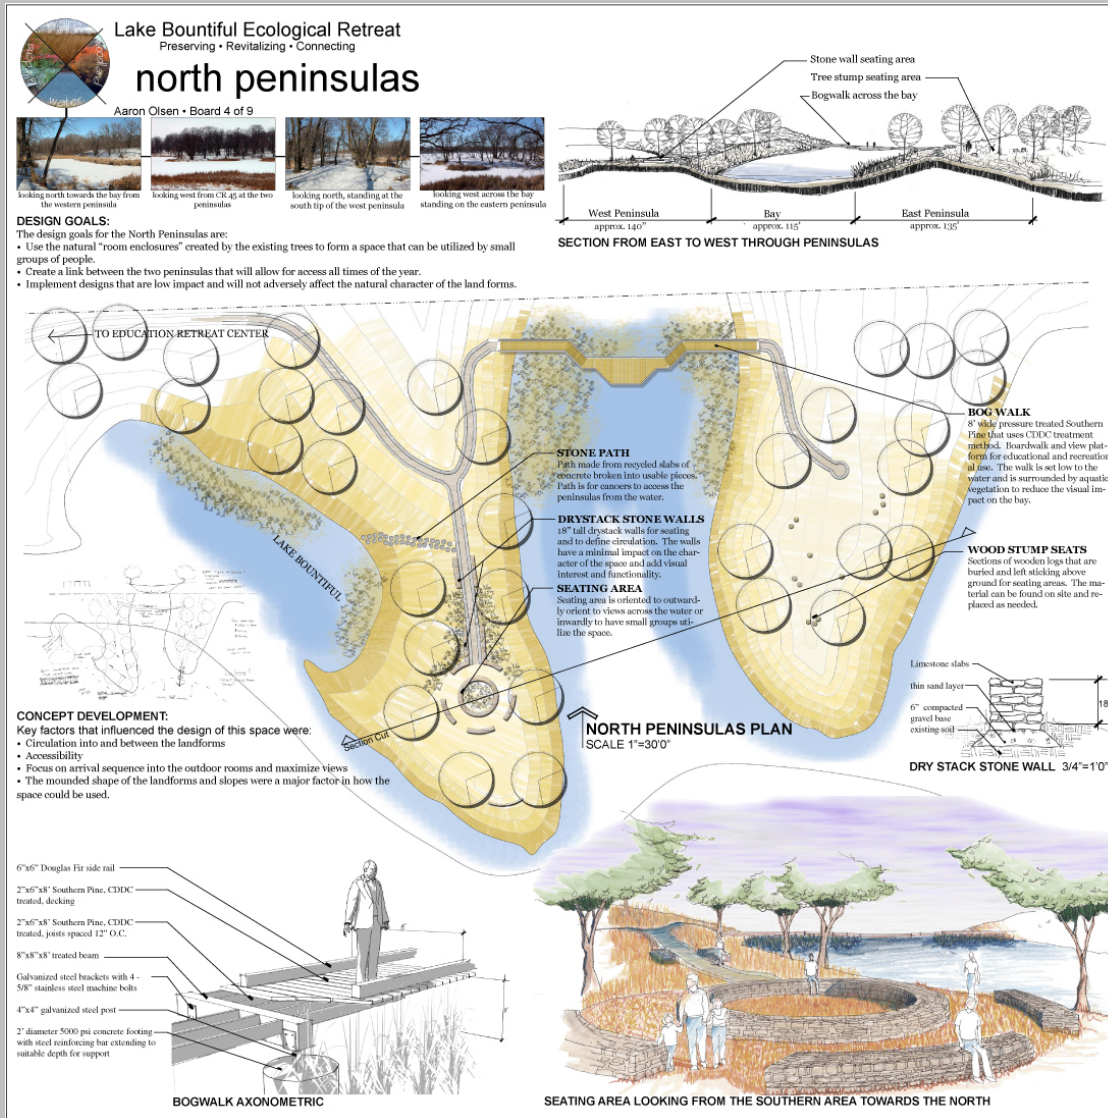 Lake Bountiful Ecological Retreat
Preserving • Revitalizing • Connecting
north peninsulas
Aaron Olsen • Board 4 of 9
water
looking north towards the bay from
the western peninsula
looking west from CR 45 at the two
peninsulas
looking north, standing at the
south tip of the west peninsula
looking west across the bay
standing on the eastern peninsula
DESIGN GOALS:
The design goals for the North Peninsulas are:
• Use the natural "room enclosures" created by the existing trees to form a space that can be utilized by small
groups of people.
• Create a link between the two peninsulas that will allow for access all times of the year.
• Implement designs that are low impact and will not adversely affect the natural character of the land forms.
Stone wall seating area
Tree stump seating area
Bogwalk across the bay
West Peninsula
approx. 140"
Bay
approx. 115'
East Peninsula
approx. 135'
SECTION FROM EAST TO WEST THROUGH PENINSULAS
TO EDUCATION RETREAT CENTER
LAKE BOUNTIFUL
STONE PATH
Path made from recycled slabs of
concrete broken into usable pieces.
Path is for canoers to access the
peninsulas from the water.
DRYSTACK STONE WALLS
18" tall drystack walls for seating
and to define circulation. The walls
have a minimal impact on the char-
acter of the space and add visual
interest and functionality.
SEATING AREA
Seating area is oriented to outward-
ly orient to views across the water or
inwardly to have small groups uti-
lize the space.
BOG WALK
8' wide pressure treated Southern
Pine that uses CDDC treatment
method. Boardwalk and view plat-
form for educational and recreation-
al use. The walk is set low to the
water and is surrounded by aquatic
vegetation to reduce the visual im-
pact on the bay.
WOOD STUMP SEATS
Sections of wooden logs that are
buried and left sticking above
ground for seating areas. The ma-
terial can be found on site and re-
placed as needed.
Section Cut
NORTH PENINSULAS PLAN
SCALE 1"=30'0"
Limestone slabs
thin sand layer
6" compacted
gravel base
existing soil
18
DRY STACK STONE WALL 3/4"=1'0"
CONCEPT DEVELOPMENT:
Key factors that influenced the design of this space were:
• Circulation into and between the landforms
• Accessibility
• Focus on arrival sequence into the outdoor rooms and maximize views
• The mounded shape of the landforms and slopes were a major factor in how the
space could be used.
6"x6" Douglas Fir side rail
2"x6"x8' Southern Pine, CDDC
treated, decking
2"x6"x8' Southern Pine, CDDC
treated, joists spaced 12" O.C.
8"x8"x8' treated beam
Galvanized steel brackets with 4 -
5/8" stainless steel machine bolts
4"x4" galvanized steel post
2' diameter 5000 psi concrete footing
with steel reinforcing bar extending to
suitable depth for support
BOGWALK AXONOMETRIC
SEATING AREA LOOKING FROM THE SOUTHERN AREA TOWARDS THE NORTH